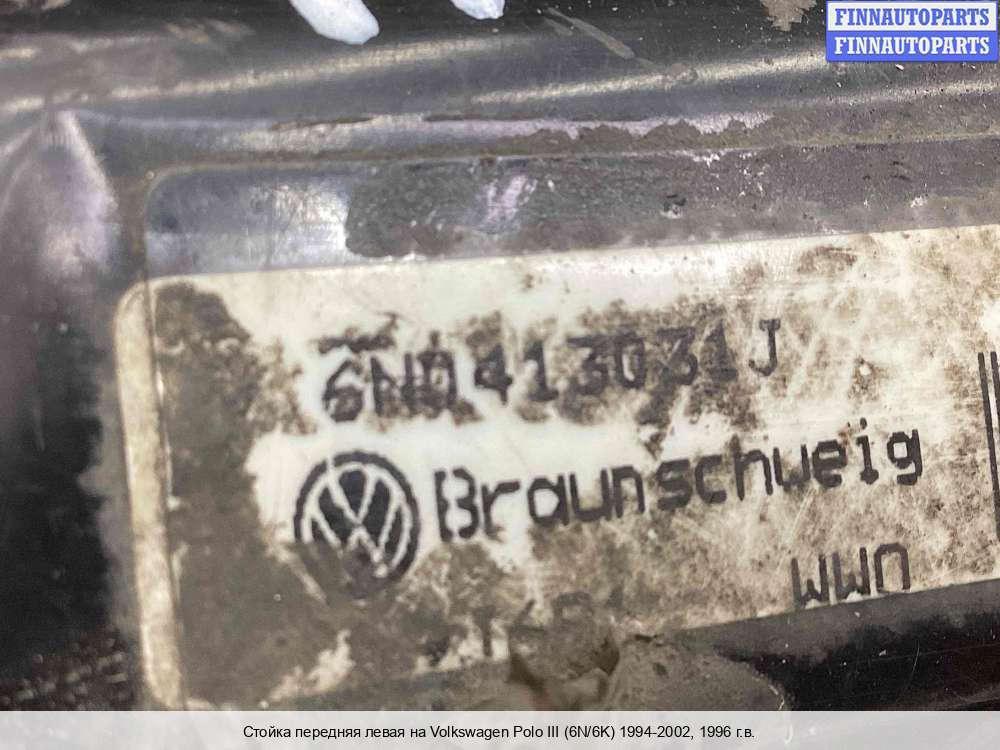 FINNAUTOPARTS
FINNAUTOPARTS
6N0413031J
Braunschweig
WWO
Стойка передняя левая на Volkswagen Polo III (6N/6K) 1994-2002, 1996 г.в.